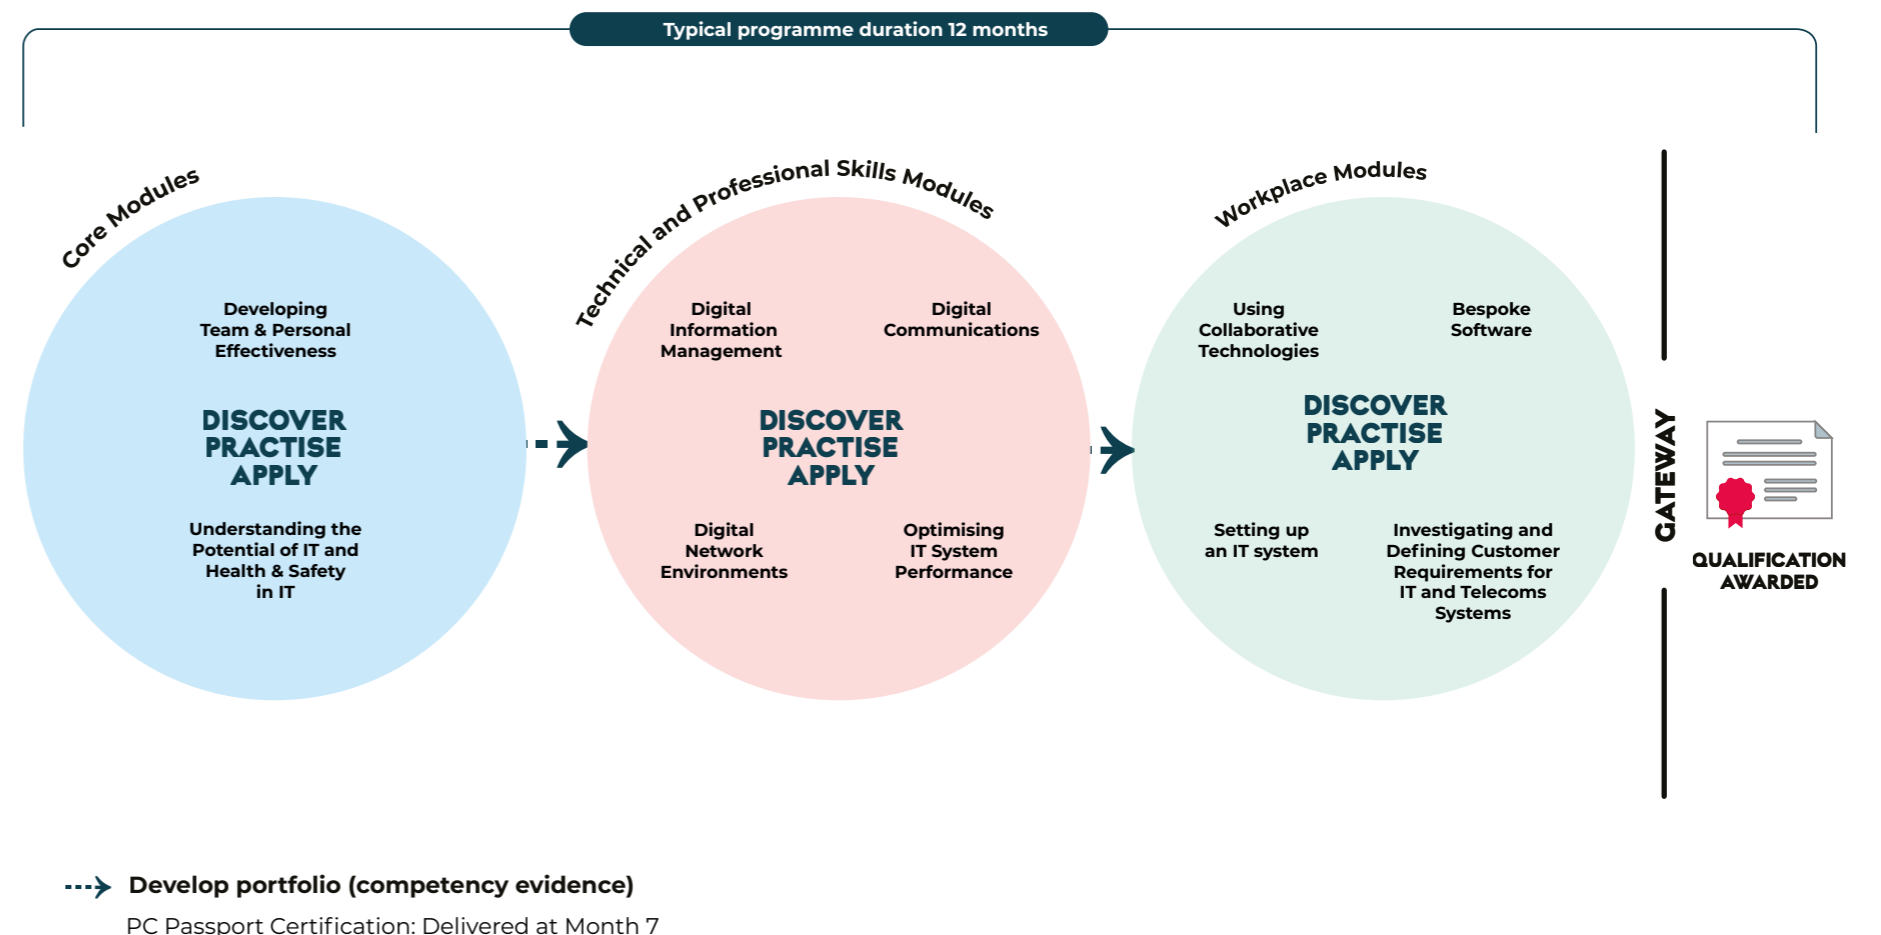 Typical programme duration 12 months
Core Modules
Developing
Team & Personal
Effectiveness
DISCOVER
PRACTISE
APPLY
Understanding the
Potential of IT and
Health & Safety
in IT
Technical and Professional Skills Modules
Digital
Information
Management
Digital
Communications
DISCOVER
PRACTISE
APPLY
Digital
Network
Environments
Optimising
IT System
Performance
Workplace Modules
Using
Collaborative
Technologies
Bespoke
Software
DISCOVER
PRACTISE
APPLY
Setting up
an IT system
Investigating and
Defining Customer
Requirements for
IT and Telecoms
Systems
GATEWAY
QUALIFICATION
AWARDED
Develop portfolio (competency evidence)
PC Passport Certification: Delivered at Month 7